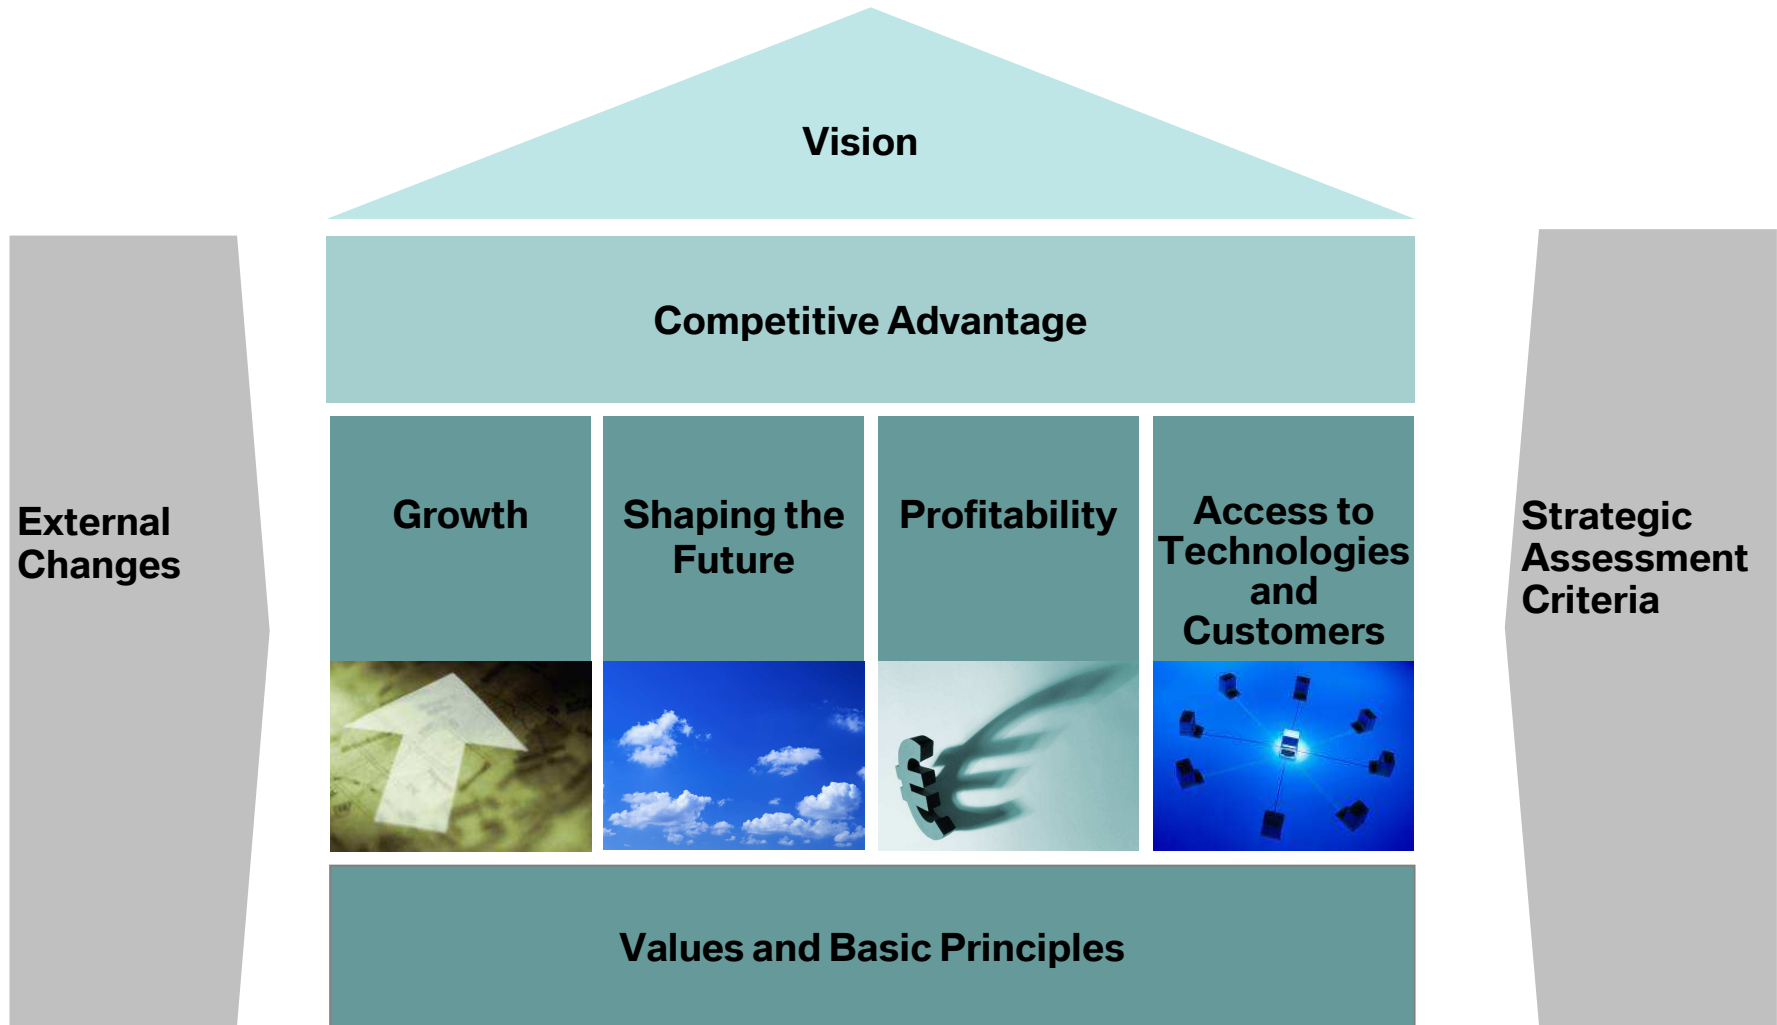 Vision
Competitive Advantage
External
Changes
Growth
Shaping the
Future
Profitability
Access to
Technologies
and
Customers
Strategic
Assessment
Criteria
Values and Basic Principles